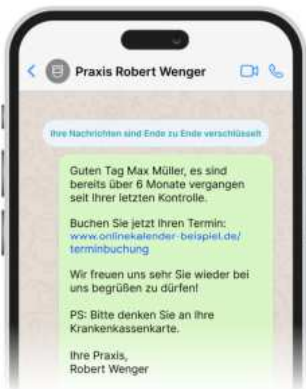 Praxis Robert Wenger
Ihre Nachrichten sind Ende zu Ende verschlüsselt
Guten Tag Max Müller, es sind
bereits über 6 Monate vergangen
seit Ihrer letzten Kontrolle.
Buchen Sie jetzt Ihren Termin:
www.onlinekalender-beispiel.de/
terminbuchung
Wir freuen uns sehr Sie wieder bei
uns begrüßen zu dürfen!
PS: Bitte denken Sie an Ihre
Krankenkassenkarte.
Ihre Praxis,
Robert Wenger